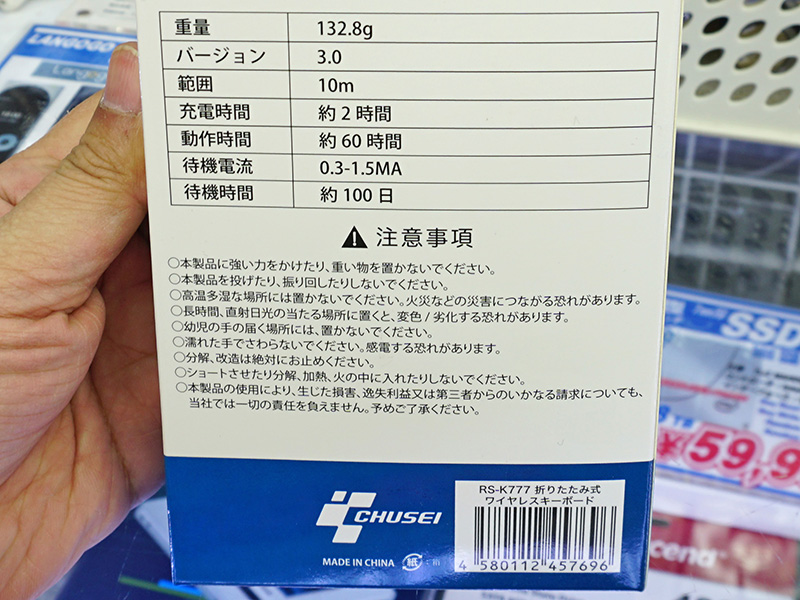 LANGOGO
重量 132.8g
バージョン 3.0
範囲 10m
充電時間 約 2 時間
動作時間 約 60 時間
待機電流 0.3-1.5MA
待機時間 約 100 日
注意事項
○本製品に強い力をかけたり、重い物を置かないでください。
○本製品を投げたり、振り回したりしないでください。
○高温多湿な場所には置かないでください。火災などの災害につながる恐れがあります。
○長時間、直射日光の当たる場所に置くと、変色 / 劣化する恐れがあります。
○幼児の手の届く場所には、置かないでください。
○濡れた手でさわらないでください。感電する恐れがあります。
○分解、改造は絶対にお止めください。
○ショートさせたり分解、加熱、火の中に入れたりしないでください。
○本製品の使用により、生じた損害、逸失利益又は第三者からのいかなる請求についても、
当社では一切の責任を負えません。予めご了承ください。
CHUSEI
MADE IN CHINA
紙
RS-K777 折りたたみ式
ワイヤレスキーボード
4 580112 457696
SSD
¥59,9
cend